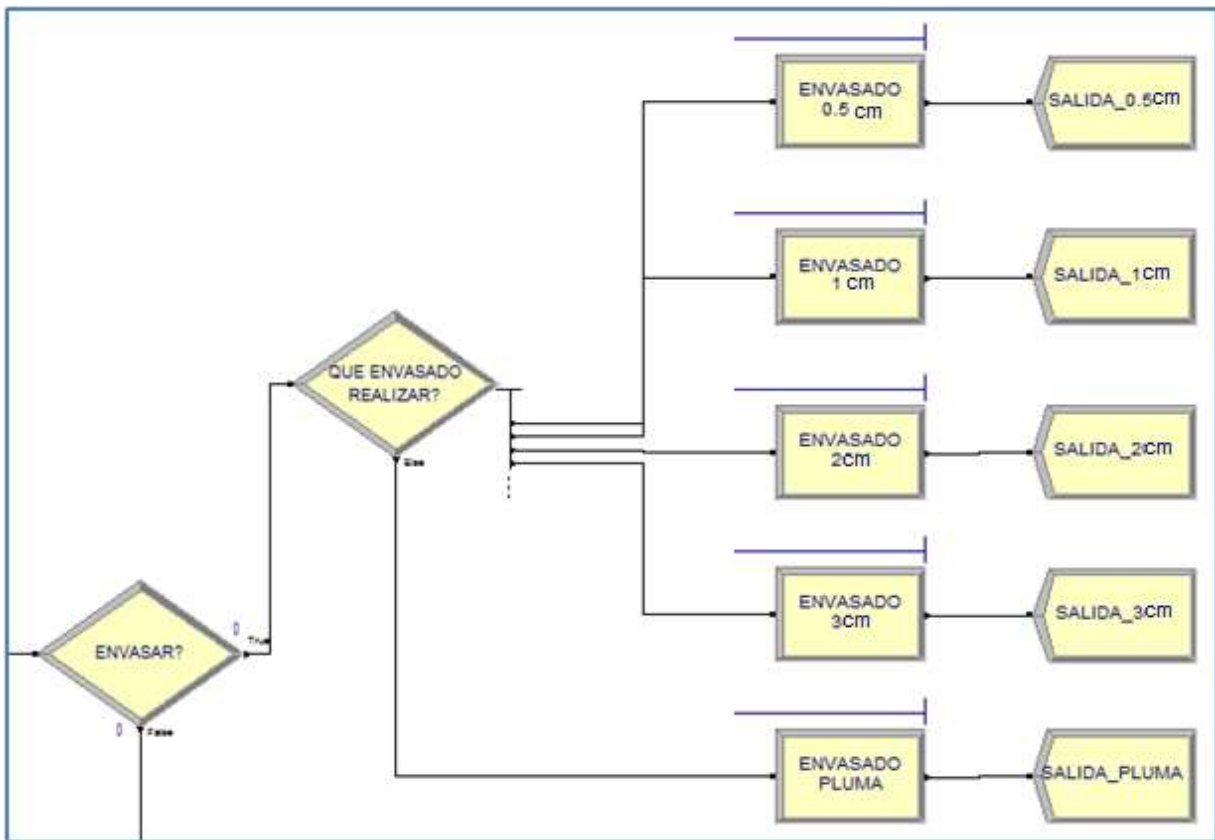 ENVASADO
0.5 cm
SALIDA_0.5cm
ENVASADO
1 cm
SALIDA_1cm
QUE ENVASADO
REALIZAR?
Else
ENVASADO
2cm
SALIDA_2cm
ENVASADO
3cm
SALIDA_3cm
ENVASAR?
0
True
0
False
ENVASADO
PLUMA
SALIDA_PLUMA